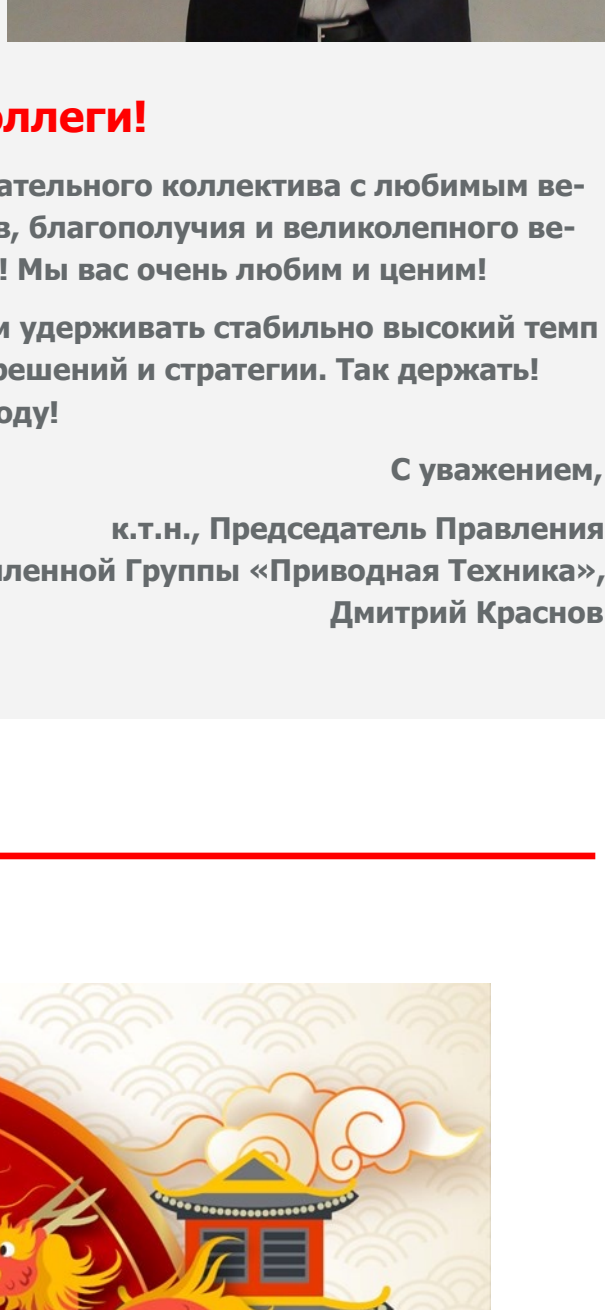 оллеги!
ательного коллектива с любимым ве-
в, благополучия и великолепного ве-
! Мы вас очень любим и ценим!
и удерживать стабильно высокий темп
решений и стратегии. Так держать!
оду!
С уважением,
к.т.н., Председатель Правления
ленной Группы «Приводная Техника»,
Дмитрий Краснов